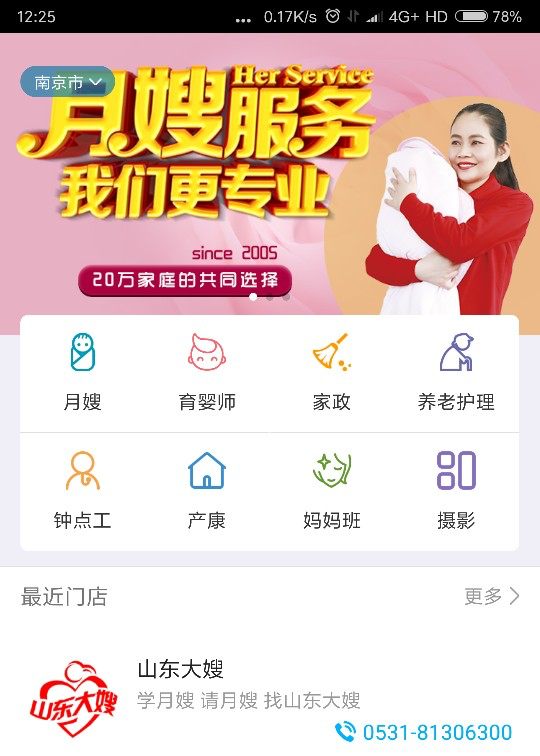 12:25
... 0.17K/s 4G+ HD 78%
南京市
Her Service
月嫂服务
我们更专业
since 2005
20万家庭的共同选择
月嫂 育婴师 家政 养老护理
钟点工 产康 妈妈班 摄影
最近门店 更多
山东大嫂
山东大嫂
学月嫂 请月嫂 找山东大嫂
0531-81306300